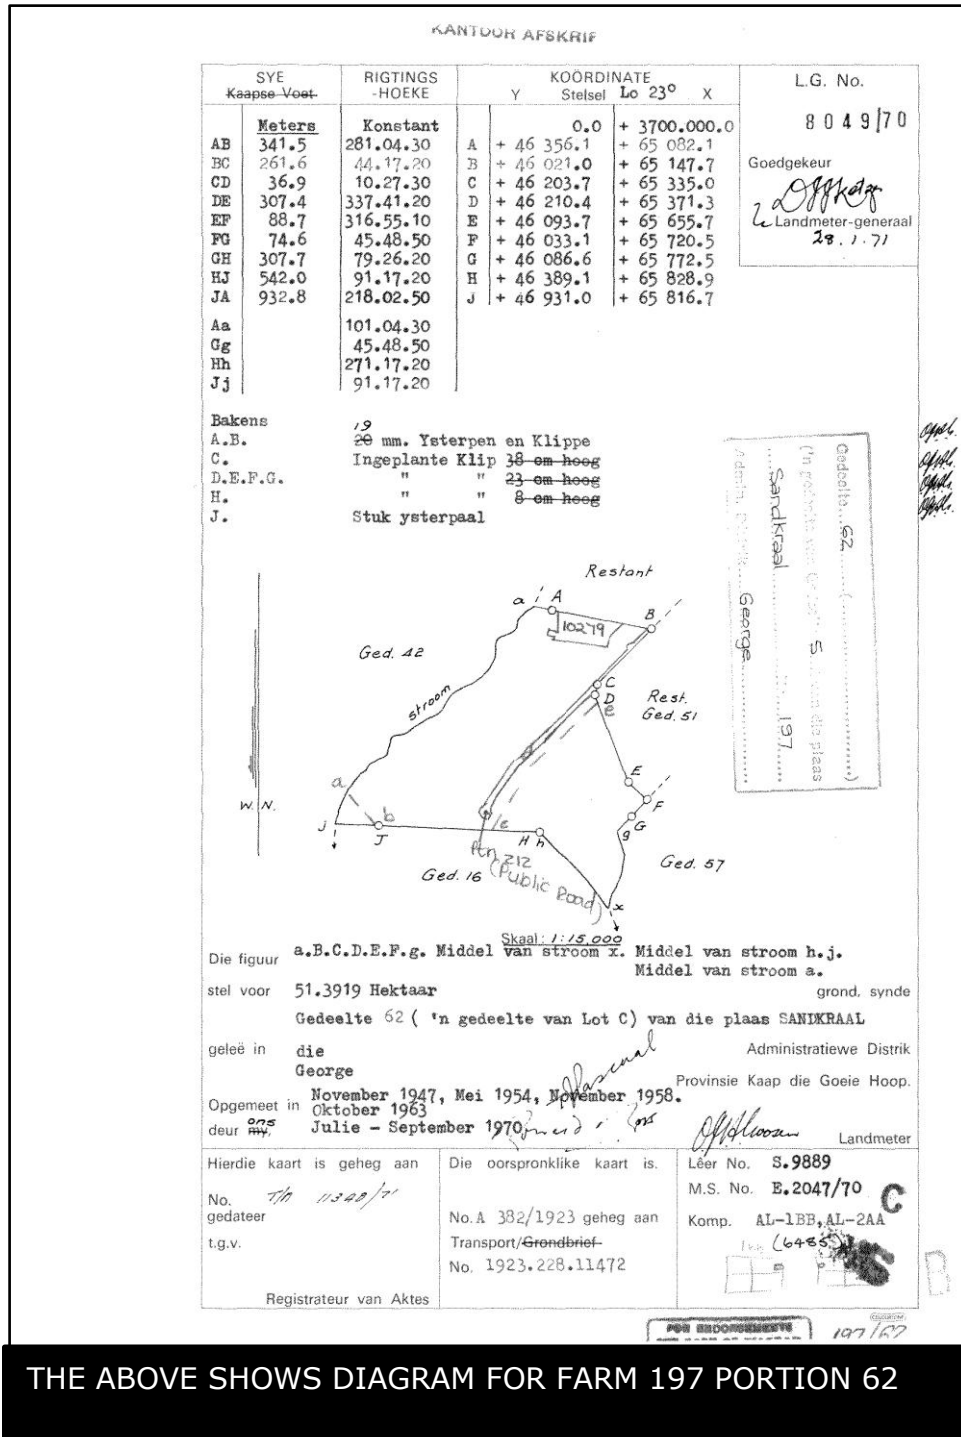 KANTOOR AFSKRIF
SYE RIGTINGS KOÖRDINATE L.G. No.
Kaapse Voet -HOEKE Y Stelsel Lo 23° X
8049/70
Meters Konstant 0.0 + 3700.000.0
AB 341.5 281.04.30 A + 46 356.1 + 65 082.1
BC 261.6 44.17.20 B + 46 021.0 + 65 147.7
CD 36.9 10.27.30 C + 46 203.7 + 65 335.0
DE 307.4 337.41.20 D + 46 210.4 + 65 371.3
EF 88.7 316.55.10 E + 46 093.7 + 65 655.7
FG 74.6 45.48.50 F + 46 033.1 + 65 720.5
GH 307.7 79.26.20 G + 46 086.6 + 65 772.5
HJ 542.0 91.17.20 H + 46 389.1 + 65 828.9
JA 932.8 218.02.50 J + 46 931.0 + 65 816.7
Goedgekeur
Landmeter-generaal
28.1.71
Aa 101.04.30
Gg 45.48.50
Hh 271.17.20
Jj 91.17.20
Bakens
A.B. 19 20 mm. Ysterpen en Klippe
C. Ingeplante Klip 38 cm hoog
D.E.F.G. " " 23 cm hoog
H. " " 8 cm hoog
J. Stuk ysterpaal
Gedeelte 62 (
Sandkraal 197
George
Restant
a A B
10279
Ged. 42
stroom
C
D
e
Rest.
Ged. 51
E
F
G
g
W. N.
a
b
j J
c
H h
Ptn 212
(Public Road)
Ged. 16
Ged. 57
x
Skaal: 1:15,000
Die figuur a.B.C.D.E.F.g. Middel van stroom x. Middel van stroom h.j.
Middel van stroom a.
stel voor 51.3919 Hektaar grond, synde
Gedeelte 62 ( 'n gedeelte van Lot C) van die plaas SANDKRAAL
geleë in die Administratiewe Distrik
George Provinsie Kaap die Goeie Hoop.
Opgemeet in November 1947, Mei 1954, November 1958.
Oktober 1963
deur my, ons Julie - September 1970
Landmeter
Hierdie kaart is geheg aan
No. T/n 11340/71
gedateer
t.g.v.
Registrateur van Aktes
Die oorspronklike kaart is.
No. A 382/1923 geheg aan
Transport/Grondbrief
No. 1923.228.11472
Lêer No. S.9889
M.S. No. E.2047/70
C
Komp. AL-1BB, AL-2AA
(6485)
B
FOR ENDORSEMENTS
197/62
THE ABOVE SHOWS DIAGRAM FOR FARM 197 PORTION 62